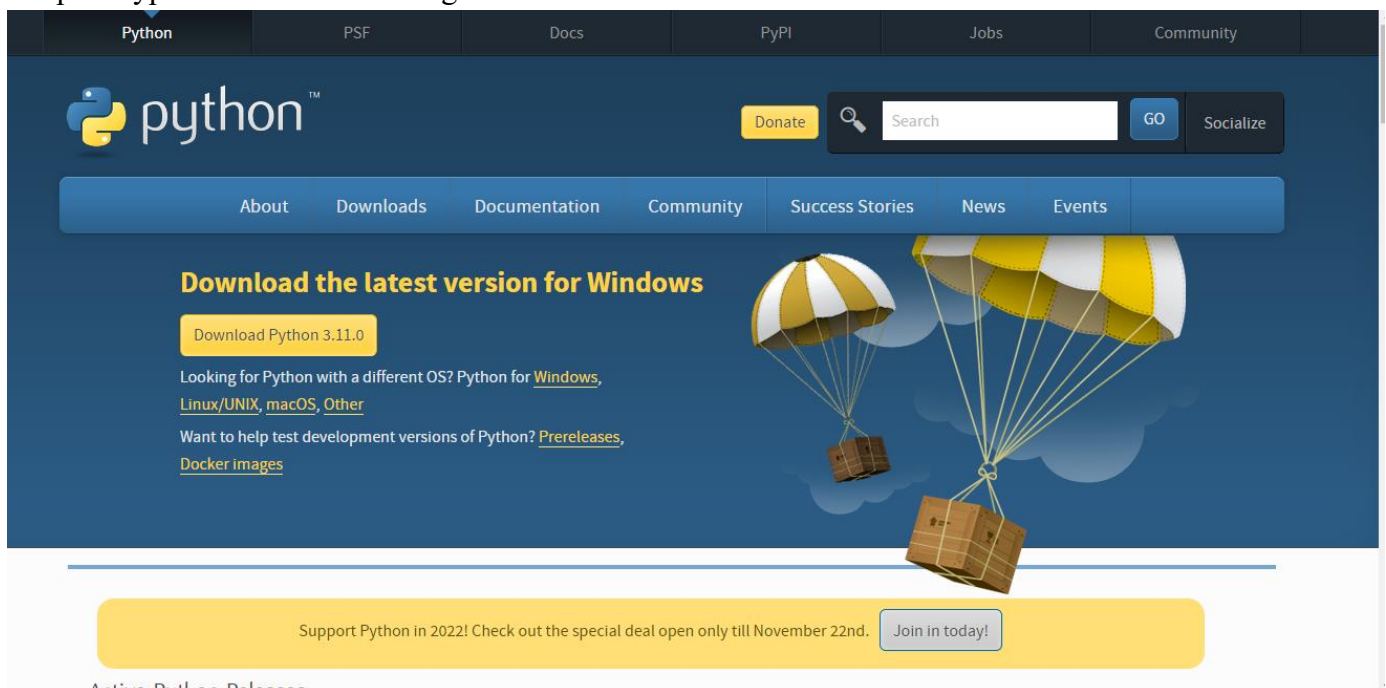 Python PSF Docs PyPI Jobs Community
python™
Donate Search GO Socialize
About Downloads Documentation Community Success Stories News Events
Download the latest version for Windows
Download Python 3.11.0
Looking for Python with a different OS? Python for Windows,
Linux/UNIX, macOS, Other
Want to help test development versions of Python? Prereleases,
Docker images
Support Python in 2022! Check out the special deal open only till November 22nd. Join in today!
Active Python Releases